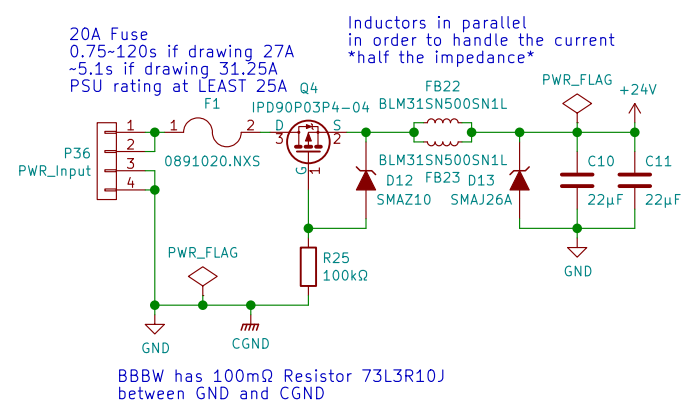 20A Fuse
0.75~120s if drawing 27A
~5.1s if drawing 31.25A
PSU rating at LEAST 25A
Inductors in parallel
in order to handle the current
*half the impedance*
F1
1
2
0891020.NXS
Q4
IPD90P03P4-04
D
3
S
2
G
1
FB22
BLM31SN500SN1L
BLM31SN500SN1L
FB23
PWR_FLAG
+24V
P36
PWR_Input
1
2
3
4
D12
SMAZ10
D13
SMAJ26A
C10
22µF
C11
22µF
GND
R25
100kΩ
PWR_FLAG
GND
CGND
BBBW has 100mΩ Resistor 73L3R10J
between GND and CGND